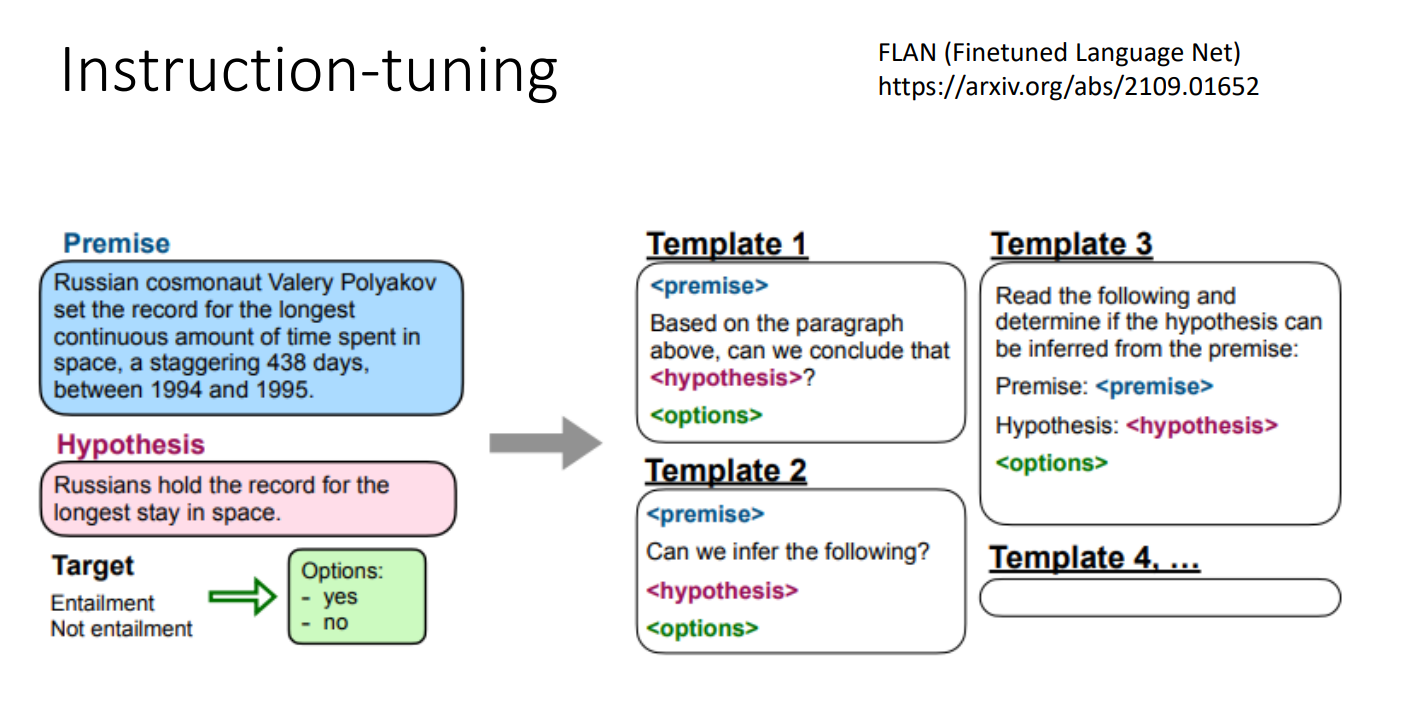 Instruction-tuning
FLAN (Finetuned Language Net)
https://arxiv.org/abs/2109.01652
Premise
Russian cosmonaut Valery Polyakov
set the record for the longest
continuous amount of time spent in
space, a staggering 438 days,
between 1994 and 1995.
Hypothesis
Russians hold the record for the
longest stay in space.
Target
Entailment
Not entailment
Options:
- yes
- no
Template 1
<premise>
Based on the paragraph
above, can we conclude that
<hypothesis>?
<options>
Template 2
<premise>
Can we infer the following?
<hypothesis>
<options>
Template 3
Read the following and
determine if the hypothesis can
be inferred from the premise:
Premise: <premise>
Hypothesis: <hypothesis>
<options>
Template 4, ...